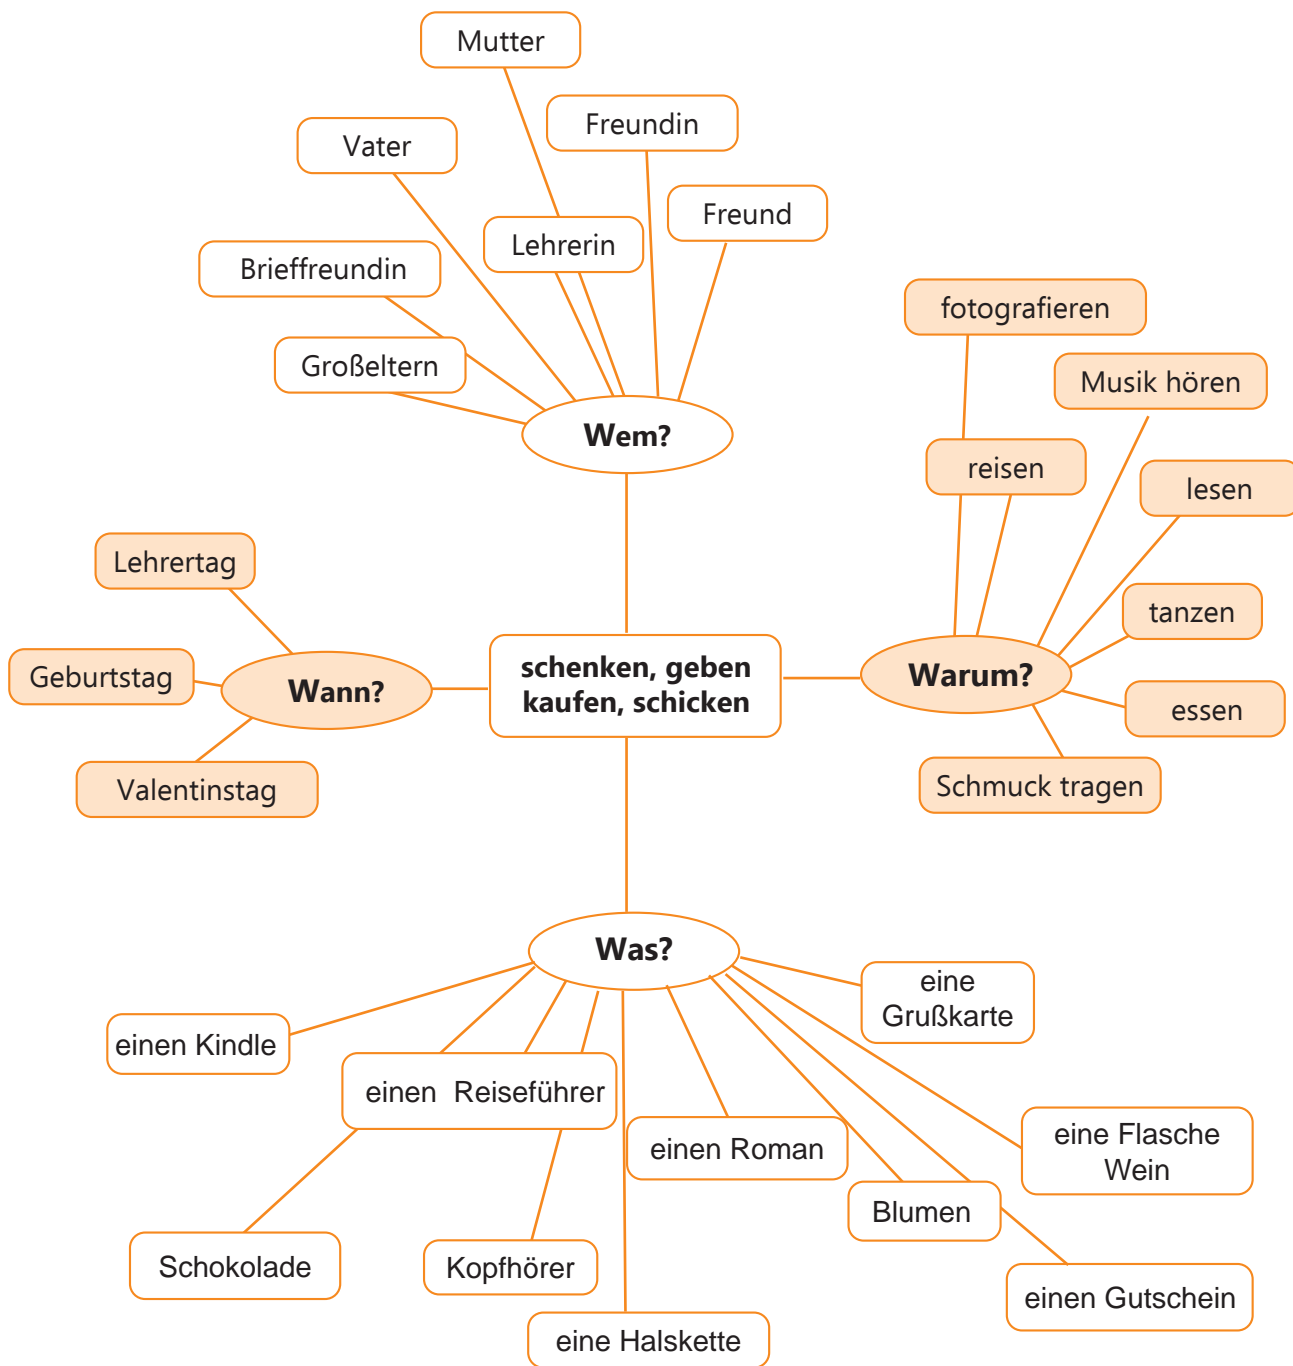 Mutter
Freundin
Vater
Freund
Lehrerin
Brieffreundin
Großeltern
Wem?
fotografieren
Musik hören
reisen
lesen
tanzen
Warum?
essen
Schmuck tragen
Lehrertag
Geburtstag
Wann?
Valentinstag
schenken, geben
kaufen, schicken
Was?
eine
Grußkarte
einen Kindle
einen Reiseführer
einen Roman
eine Flasche
Wein
Blumen
Schokolade
Kopfhörer
einen Gutschein
eine Halskette